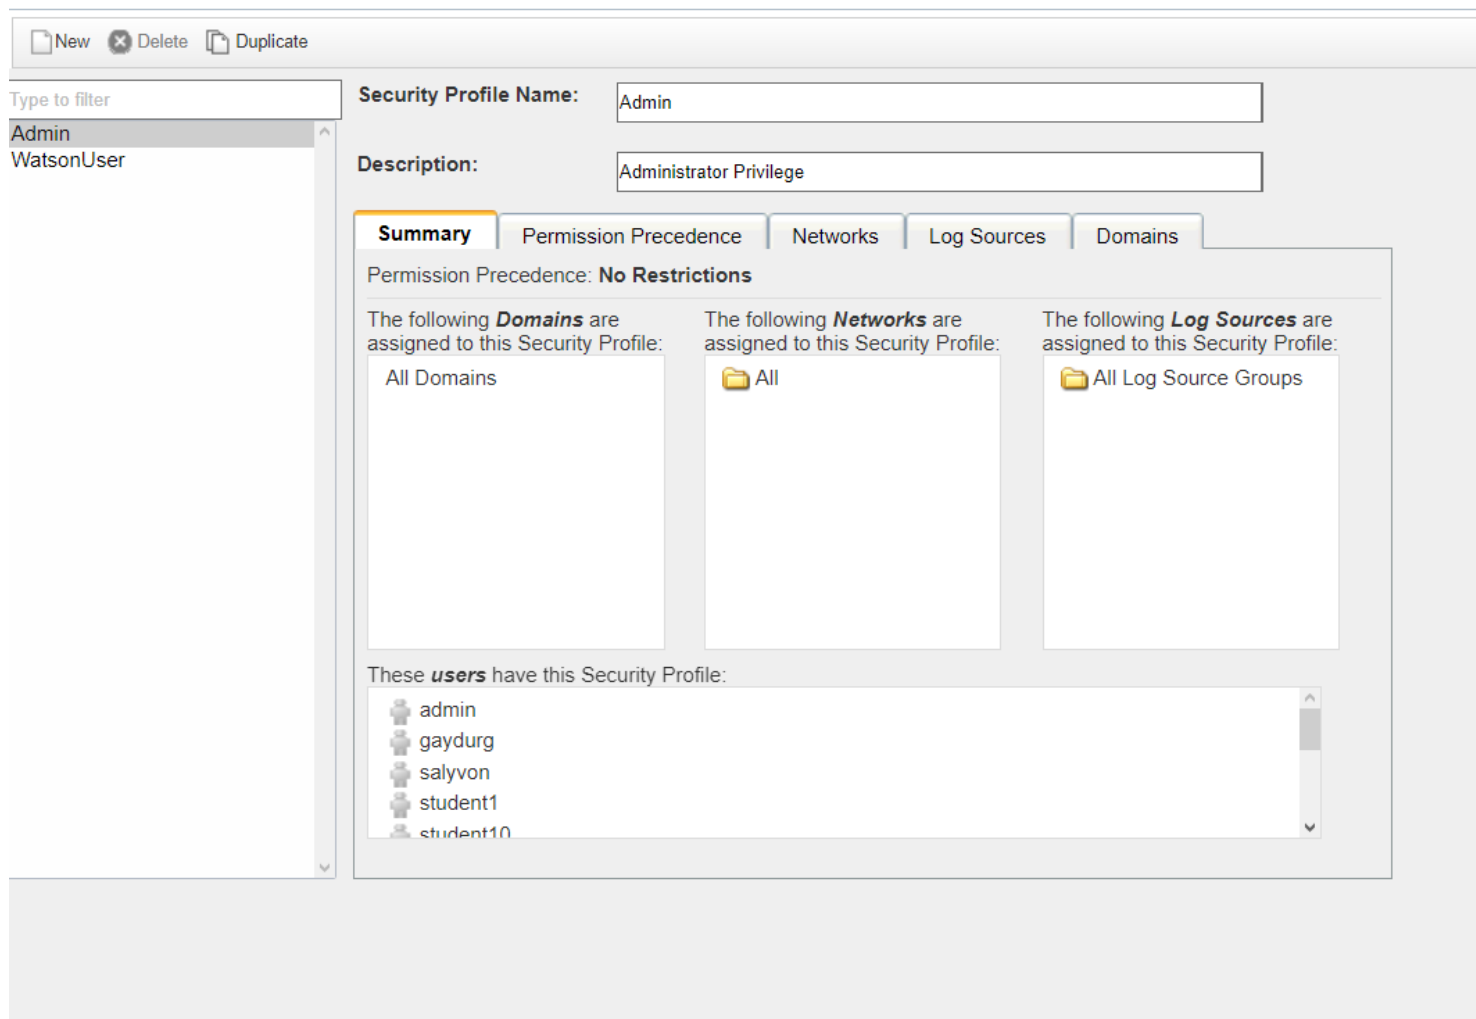 New Delete Duplicate
Type to filter
Admin
WatsonUser
Security Profile Name: Admin
Description: Administrator Privilege
Summary Permission Precedence Networks Log Sources Domains
Permission Precedence: No Restrictions
The following Domains are
assigned to this Security Profile:
All Domains
The following Networks are
assigned to this Security Profile:
All
The following Log Sources are
assigned to this Security Profile:
All Log Source Groups
These users have this Security Profile:
admin
gaydurg
salyvon
student1
student10